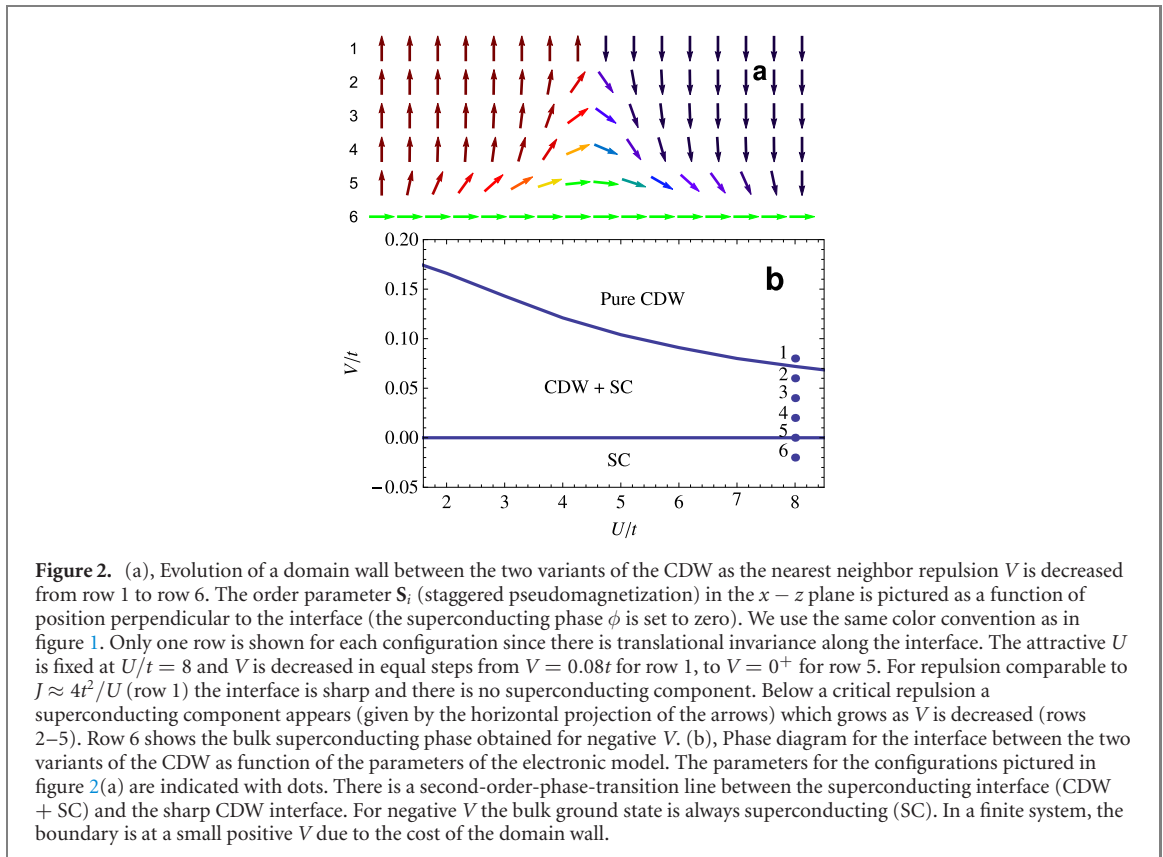 1
2
3
4
5
6
a
0.20
0.15
0.10
0.05
0.00
−0.05
V/t
b
Pure CDW
CDW + SC
SC
1
2
3
4
5
6
2 3 4 5 6 7 8
U/t
Figure 2. (a), Evolution of a domain wall between the two variants of the CDW as the nearest neighbor repulsion V is decreased
from row 1 to row 6. The order parameter Sᵢ (staggered pseudomagnetization) in the x − z plane is pictured as a function of
position perpendicular to the interface (the superconducting phase ϕ is set to zero). We use the same color convention as in
figure 1. Only one row is shown for each configuration since there is translational invariance along the interface. The attractive U
is fixed at U/t = 8 and V is decreased in equal steps from V = 0.08t for row 1, to V = 0⁺ for row 5. For repulsion comparable to
J ≈ 4t²/U (row 1) the interface is sharp and there is no superconducting component. Below a critical repulsion a
superconducting component appears (given by the horizontal projection of the arrows) which grows as V is decreased (rows
2–5). Row 6 shows the bulk superconducting phase obtained for negative V. (b), Phase diagram for the interface between the two
variants of the CDW as function of the parameters of the electronic model. The parameters for the configurations pictured in
figure 2(a) are indicated with dots. There is a second-order-phase-transition line between the superconducting interface (CDW
+ SC) and the sharp CDW interface. For negative V the bulk ground state is always superconducting (SC). In a finite system, the
boundary is at a small positive V due to the cost of the domain wall.